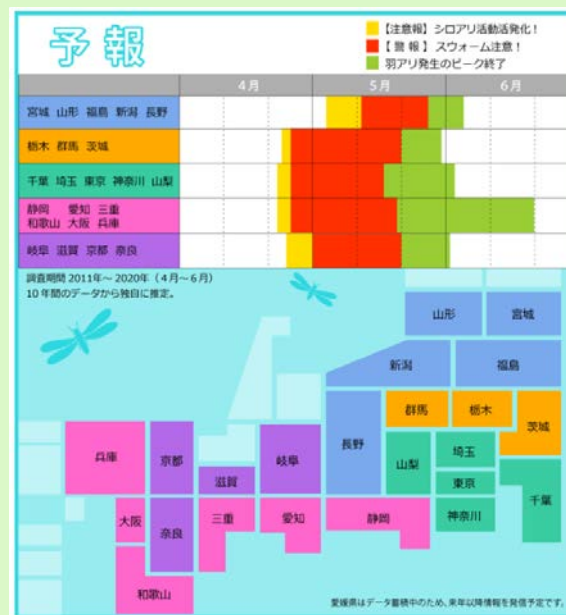 予報
【注意報】シロアリ活動活発化！
【警報】スウォーム注意！
羽アリ発生のピーク終了
4月 5月 6月
宮城 山形 福島 新潟 長野
栃木 群馬 茨城
千葉 埼玉 東京 神奈川 山梨
静岡 愛知 三重
和歌山 大阪 兵庫
岐阜 滋賀 京都 奈良
調査期間 2011年～2020年（4月～6月）
10年間のデータから独自に推定。
山形 宮城
新潟 福島
群馬 栃木 茨城
長野 山梨 埼玉
兵庫 京都 岐阜
滋賀 東京
千葉
大阪 奈良 三重 愛知 静岡 神奈川
和歌山
愛媛県はデータ蓄積中のため、来年以降情報を発信予定です。